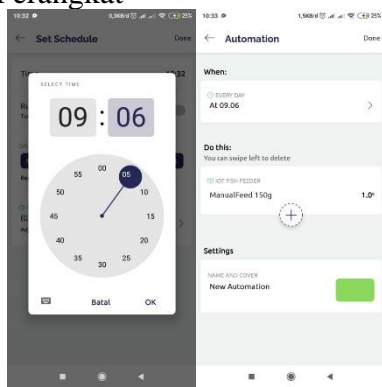 Perangkat
10:32
0,3KB/d
25%
Set Schedule
Done
SELECT TIME
09 : 06
00
55
05
50
10
45
15
40
20
35
25
30
Batal
OK
10:33
1,5KB/d
25%
Automation
Done
When:
EVERY DAY
At 09.06
Do this:
You can swipe left to delete
IOT FISH FEEDER
ManualFeed 150g
1.0º
Settings
NAME AND COVER
New Automation